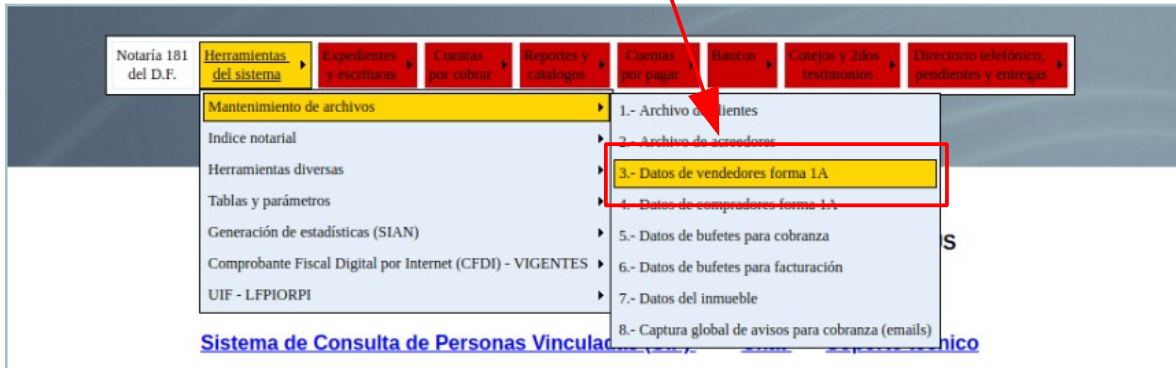 Notaría 181
del D.F.
Herramientas
del sistema
Expedientes
y escrituras
Cuentas
por cobrar
Reportes y
catalogos
Cuentas
por pagar
Bancos
Cotejos y 2dos
testimonios
Directorio telefónico,
pendientes y entregas
Mantenimiento de archivos
Indice notarial
Herramientas diversas
Tablas y parámetros
Generación de estadísticas (SIAN)
Comprobante Fiscal Digital por Internet (CFDI) - VIGENTES
UIF - LFPIORPI
1.- Archivo de clientes
2.- Archivo de acreedores
3.- Datos de vendedores forma 1A
4.- Datos de compradores forma 1A
5.- Datos de bufetes para cobranza
6.- Datos de bufetes para facturación
7.- Datos del inmueble
8.- Captura global de avisos para cobranza (emails)
Sistema de Consulta de Personas